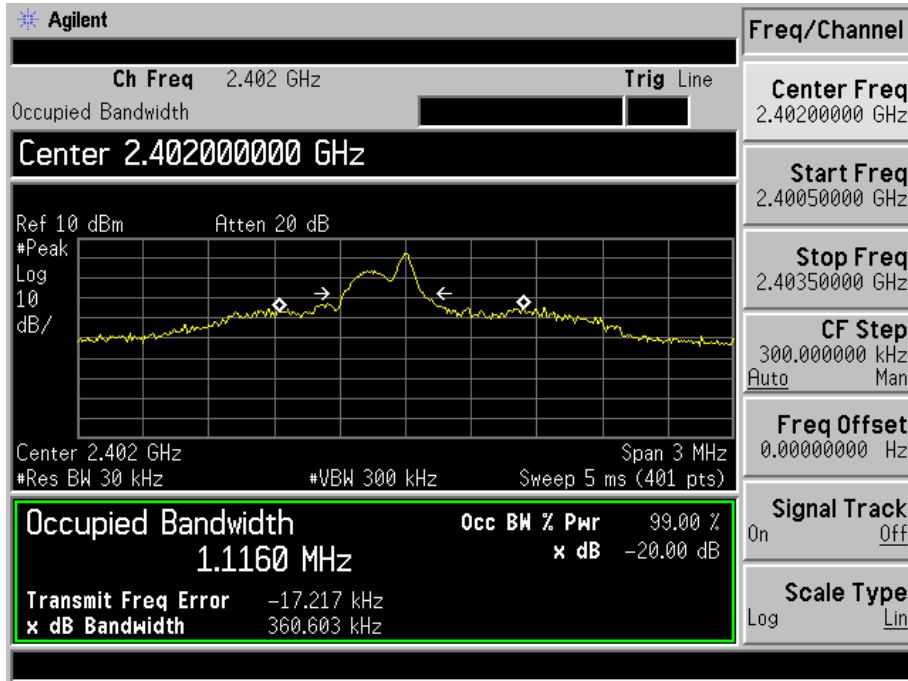 Agilent
Freq/Channel
Ch Freq 2.402 GHz Trig Line
Occupied Bandwidth
Center 2.402000000 GHz
Ref 10 dBm Atten 20 dB
#Peak
Log
10
dB/
Center 2.402 GHz Span 3 MHz
#Res BW 30 kHz #VBW 300 kHz Sweep 5 ms (401 pts)
Occupied Bandwidth
1.1160 MHz
Occ BW % Pwr 99.00 %
x dB -20.00 dB
Transmit Freq Error -17.217 kHz
x dB Bandwidth 360.603 kHz
Center Freq
2.40200000 GHz
Start Freq
2.40050000 GHz
Stop Freq
2.40350000 GHz
CF Step
300.000000 kHz
Auto Man
Freq Offset
0.00000000 Hz
Signal Track
On Off
Scale Type
Log Lin